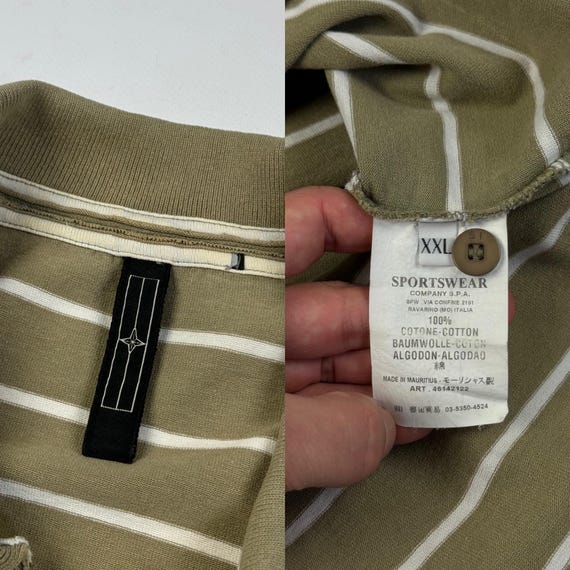 XXL
SPORTSWEAR
COMPANY S.P.A.
SPW. VIA CONFINE 2161
RAVARINO (MO) ITALIA
100%
COTONE-COTTON
BAUMWOLLE-COTON
ALGODON-ALGODAO
綿
MADE IN MAURITIUS - モーリシャス製
ART. 46142122
03-5350-4524